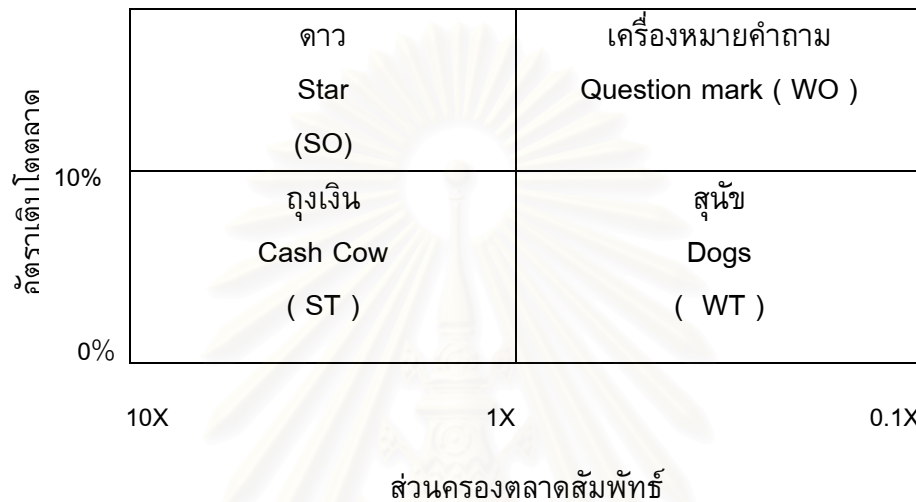 ดาว
Star
(SO)
เครื่องหมายคำถาม
Question mark ( WO )
อัตราเติบโตตลาด
10%
ถุงเงิน
Cash Cow
( ST )
สุนัข
Dogs
( WT )
0%
10X
1X
0.1X
ส่วนครองตลาดสัมพัทธ์